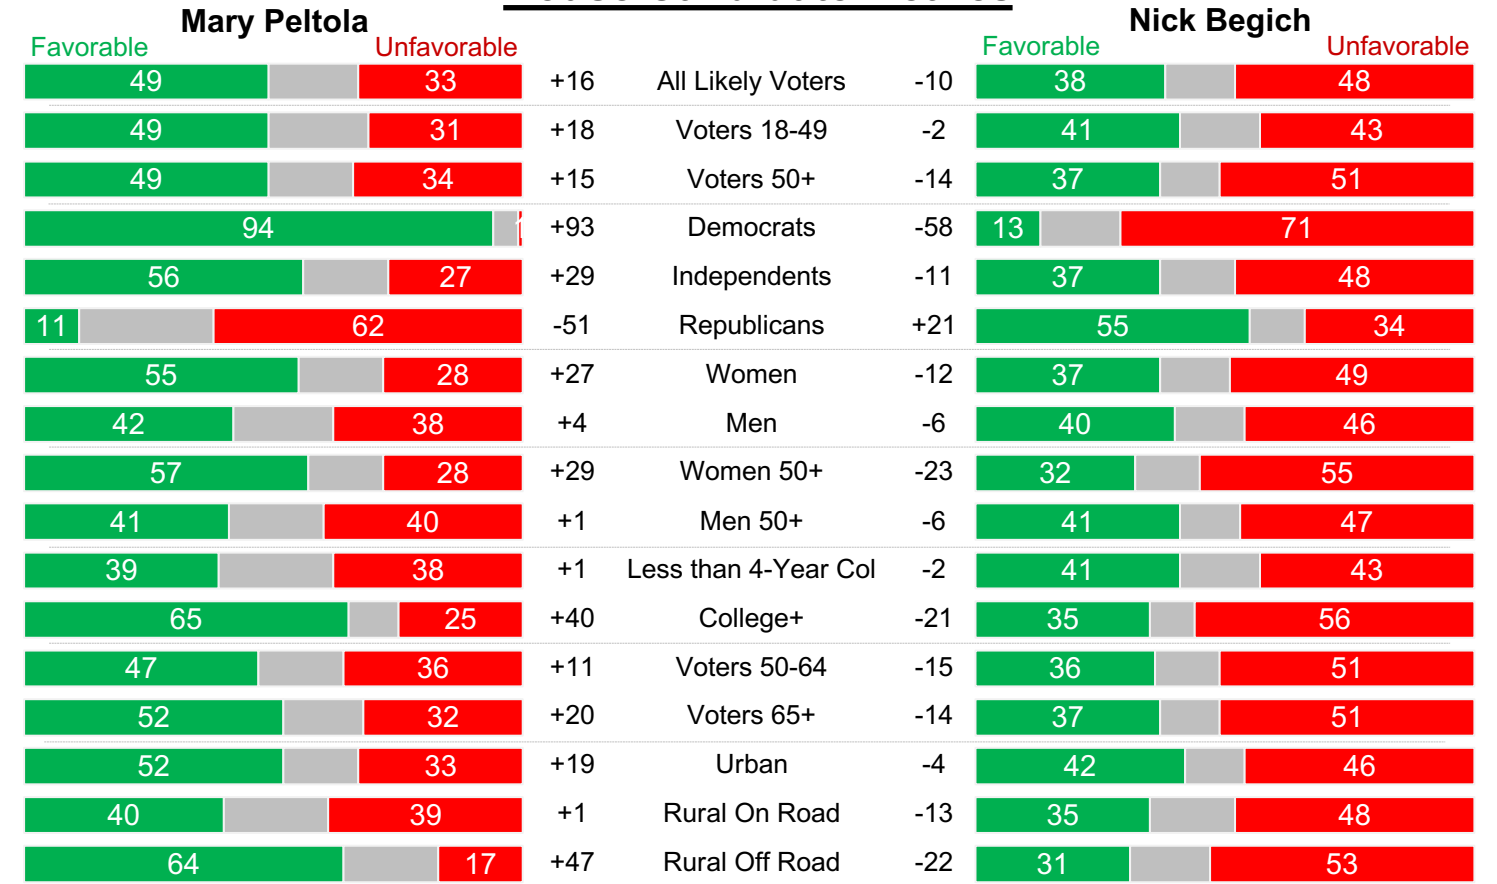 Mary Peltola
Nick Begich
Favorable Unfavorable
Favorable Unfavorable
49 33 +16 All Likely Voters -10 38 48
49 31 +18 Voters 18-49 -2 41 43
49 34 +15 Voters 50+ -14 37 51
94 +93 Democrats -58 13 71
56 27 +29 Independents -11 37 48
11 62 -51 Republicans +21 55 34
55 28 +27 Women -12 37 49
42 38 +4 Men -6 40 46
57 28 +29 Women 50+ -23 32 55
41 40 +1 Men 50+ -6 41 47
39 38 +1 Less than 4-Year Col -2 41 43
65 25 +40 College+ -21 35 56
47 36 +11 Voters 50-64 -15 36 51
52 32 +20 Voters 65+ -14 37 51
52 33 +19 Urban -4 42 46
40 39 +1 Rural On Road -13 35 48
64 17 +47 Rural Off Road -22 31 53